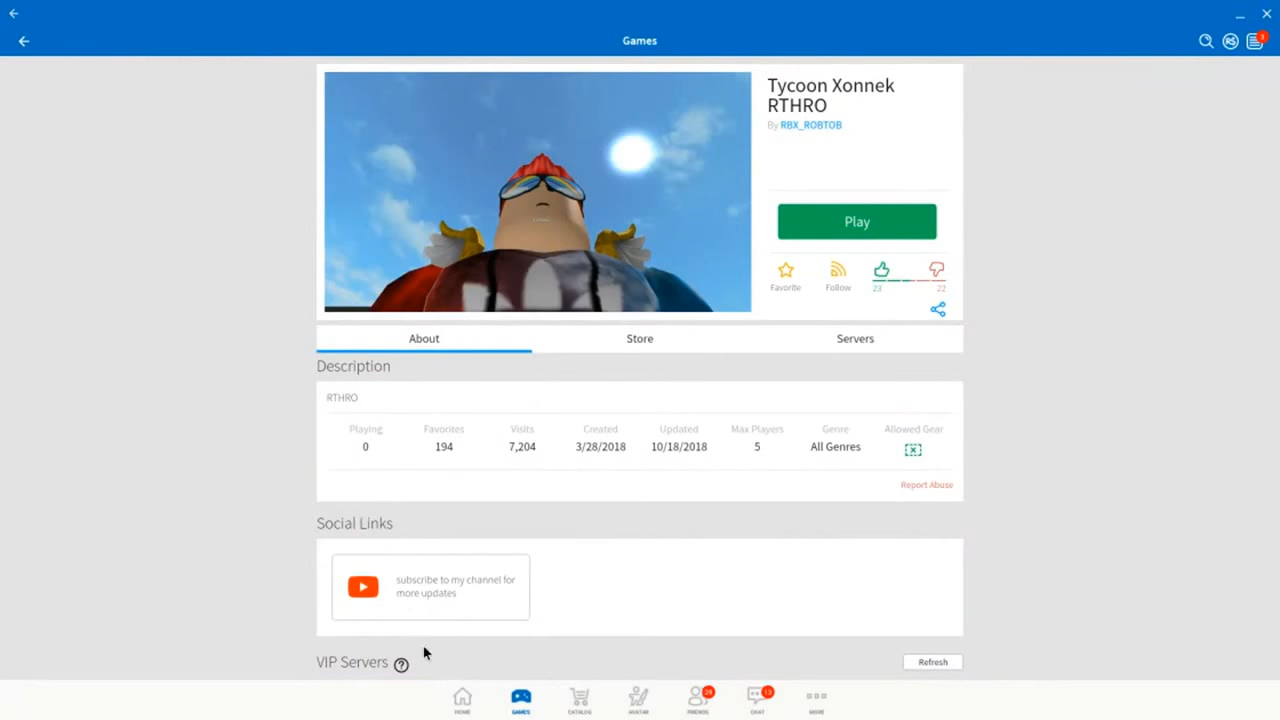 Games
3
Tycoon Xonnek
RTHRO
By RBX_ROBTOB
Play
Favorite
Follow
23
22
About
Store
Servers
Description
RTHRO
Playing
Favorites
Visits
Created
Updated
Max Players
Genre
Allowed Gear
0
194
7,204
3/28/2018
10/18/2018
5
All Genres
Report Abuse
Social Links
subscribe to my channel for
more updates
VIP Servers ?
Refresh
HOME
GAMES
CATALOG
AVATAR
FRIENDS
CHAT
MORE